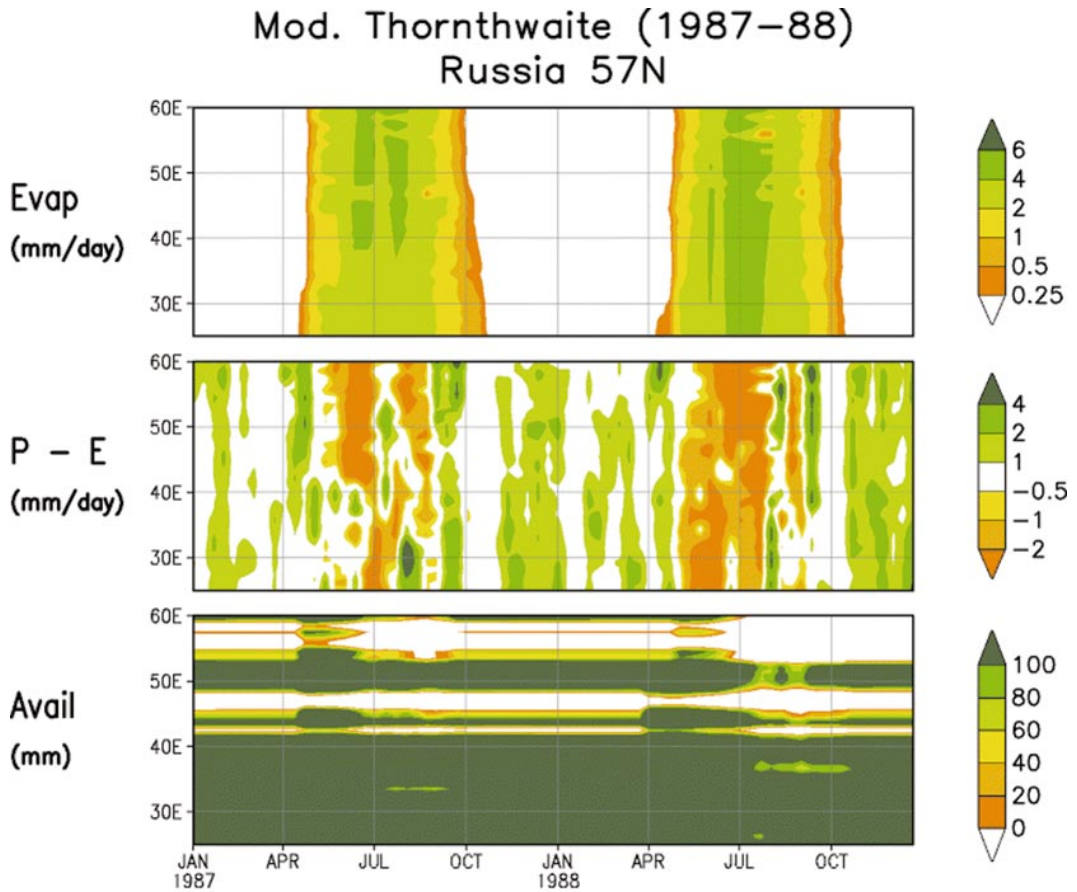 Mod. Thornthwaite (1987–88)
Russia 57N
Evap
(mm/day)
60E
50E
40E
30E
6
4
2
1
0.5
0.25
P – E
(mm/day)
60E
50E
40E
30E
4
2
1
−0.5
−1
−2
Avail
(mm)
60E
50E
40E
30E
100
80
60
40
20
0
JAN APR JUL OCT JAN APR JUL OCT
1987 1988